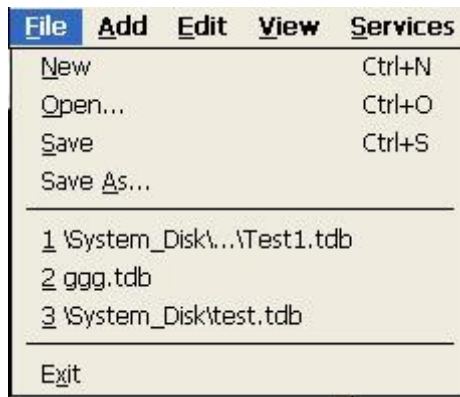 File Add Edit View Services
New Ctrl+N
Open... Ctrl+O
Save Ctrl+S
Save As...
1 \System_Disk\...\Test1.tdb
2 ggg.tdb
3 \System_Disk\test.tdb
Exit